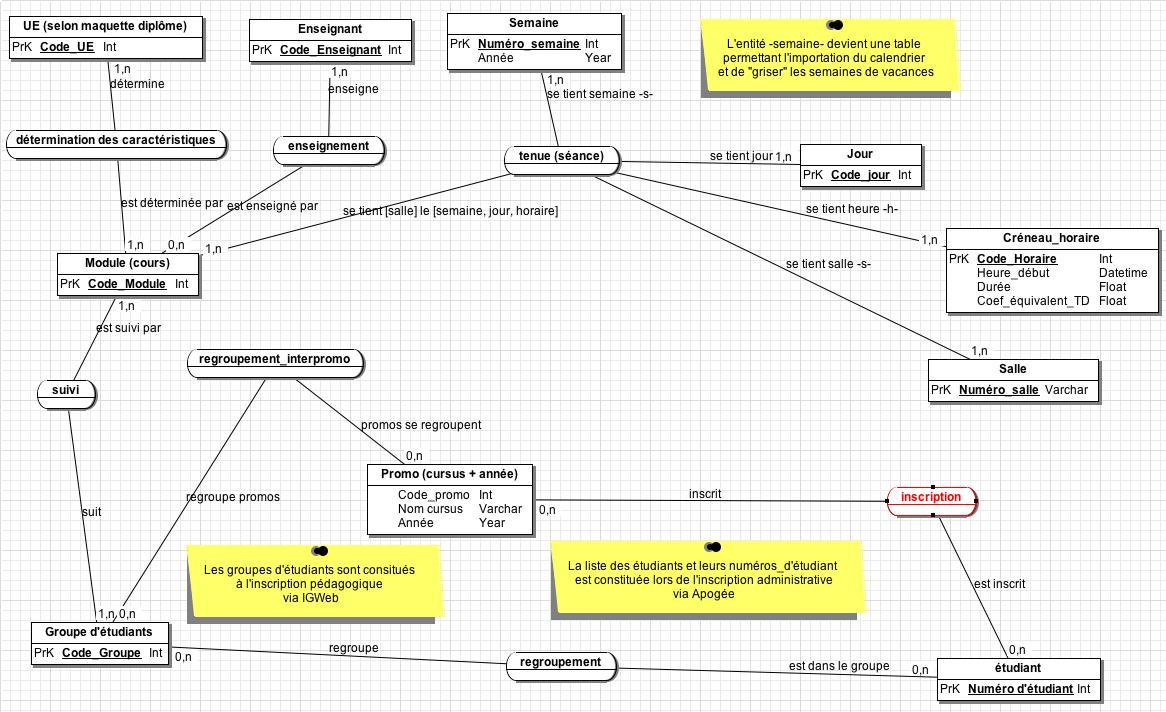 UE (selon maquette diplôme)
PrK Code_UE Int
Enseignant
PrK Code_Enseignant Int
Semaine
PrK Numéro_semaine Int
Année Year
L'entité -semaine- devient une table
permettant l'importation du calendrier
et de "griser" les semaines de vacances
1,n
détermine
1,n
enseigne
1,n
se tient semaine -s-
détermination des caractéristiques
enseignement
tenue (séance)
se tient jour 1,n
Jour
PrK Code_jour Int
est déterminée par
est enseigné par
se tient [salle] le [semaine, jour, horaire]
se tient heure -h-
1,n
0,n
1,n
1,n
Créneau_horaire
PrK Code_Horaire Int
Heure_début Datetime
Durée Float
Coef_équivalent_TD Float
Module (cours)
PrK Code_Module Int
se tient salle -s-
1,n
est suivi par
1,n
Salle
PrK Numéro_salle Varchar
regroupement_interpromo
suivi
promos se regroupent
0,n
Promo (cursus + année)
Code_promo Int
Nom cursus Varchar
Année Year
inscrit
0,n
inscription
regroupe promos
suit
Les groupes d'étudiants sont consitués
à l'inscription pédagogique
via IGWeb
La liste des étudiants et leurs numéros_d'étudiant
est constituée lors de l'inscription administrative
via Apogée
est inscrit
1,n 0,n
Groupe d'étudiants
PrK Code_Groupe Int
0,n
regroupe
regroupement
est dans le groupe
0,n
0,n
étudiant
PrK Numéro d'étudiant Int